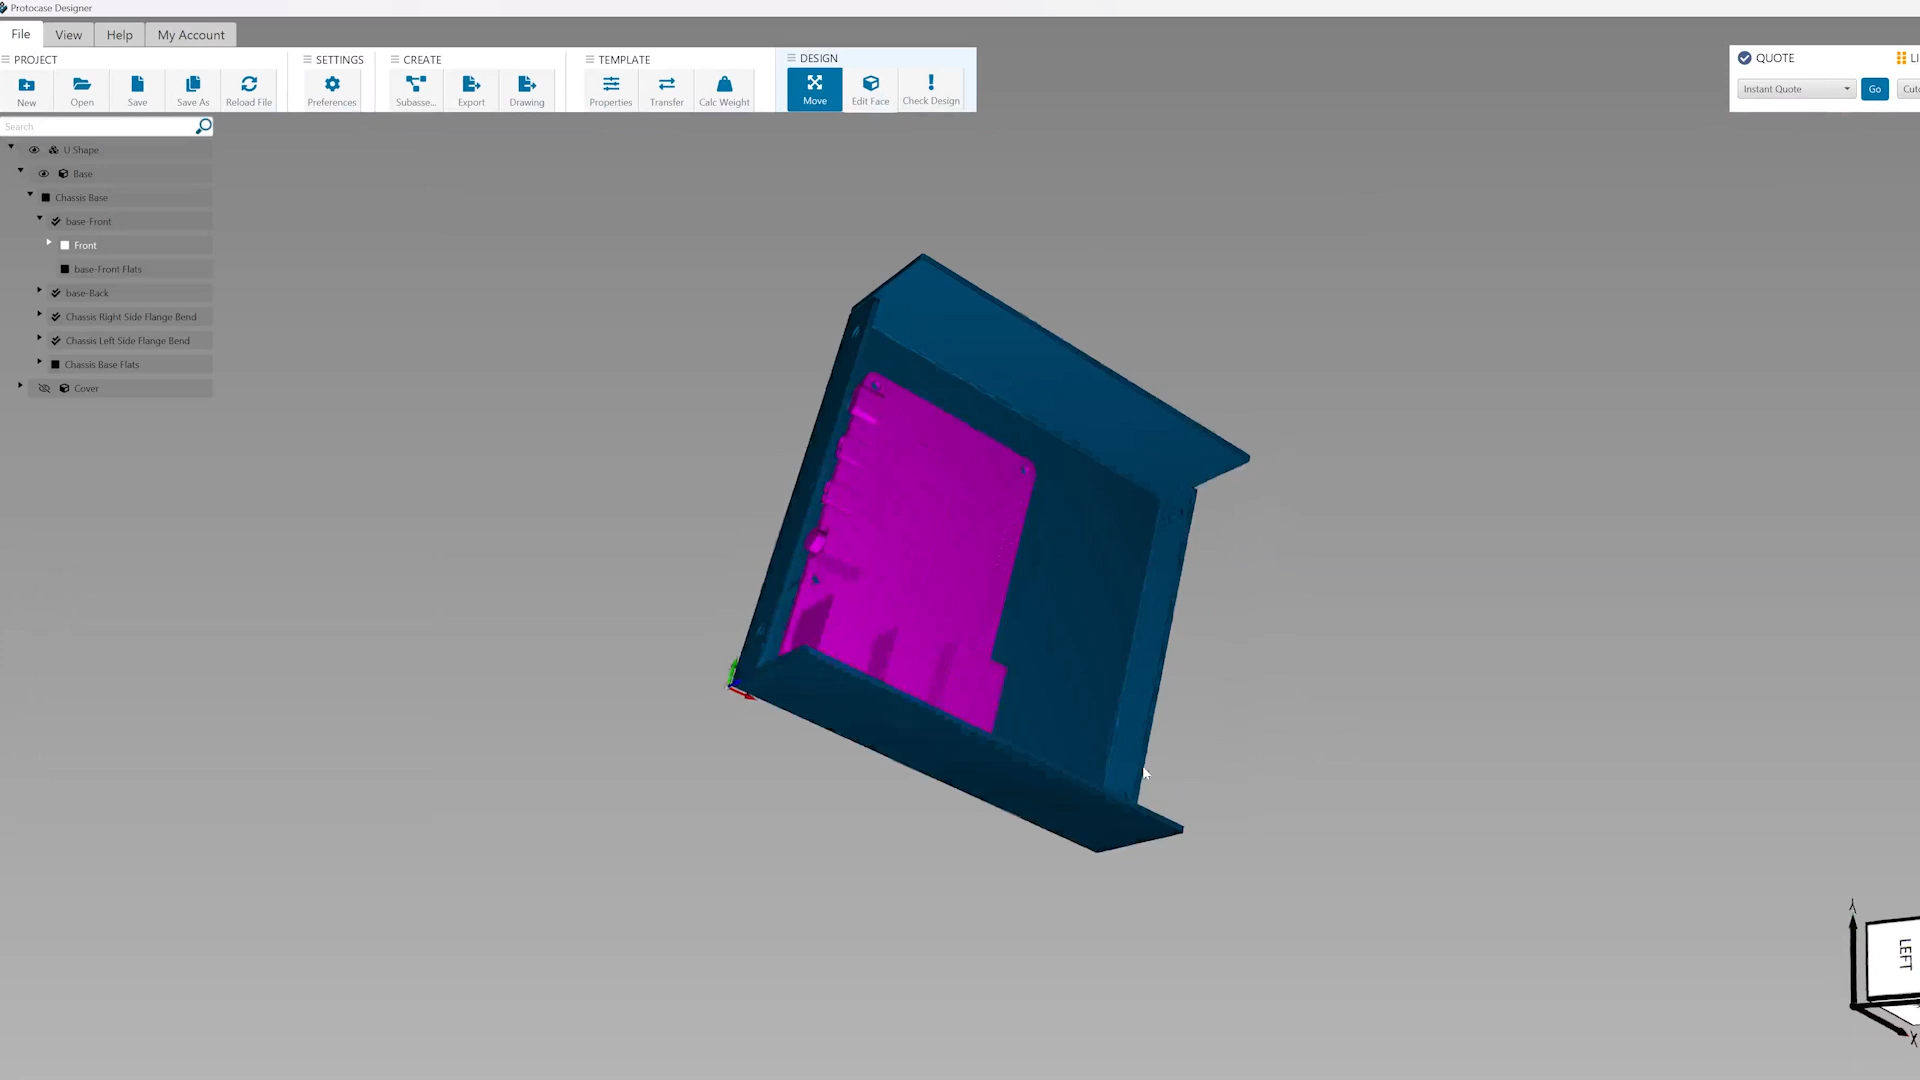 Protocase Designer
File View Help My Account
PROJECT SETTINGS CREATE TEMPLATE DESIGN QUOTE LI
New Open Save Save As Reload File Preferences Subasse... Export Drawing Properties Transfer Calc Weight Move Edit Face Check Design Instant Quote Go Cuto
Search
U Shape
Base
Chassis Base
base-Front
Front
base-Front Flats
base-Back
Chassis Right Side Flange Bend
Chassis Left Side Flange Bend
Chassis Base Flats
Cover
Y
LEFT
X